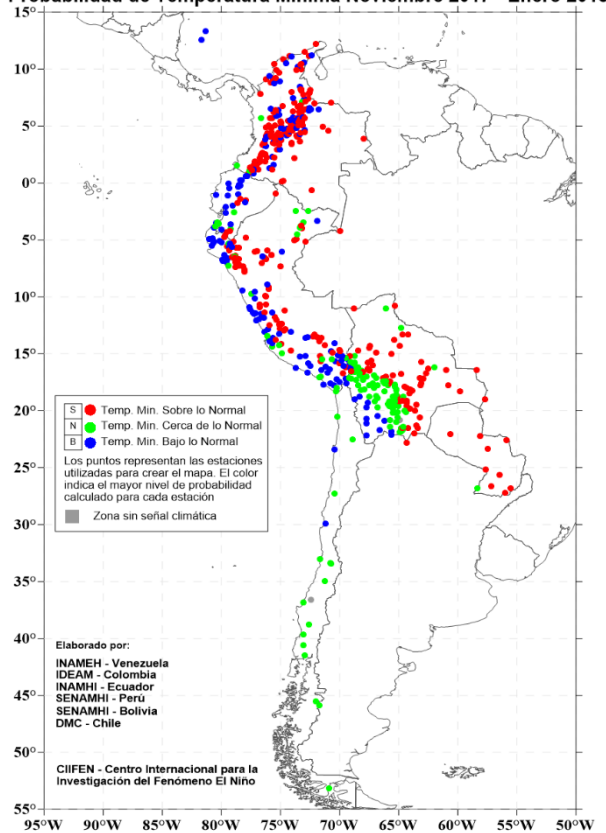 Probabilidad de Temperatura Mínima Noviembre 2017 - Enero 2018
15°
10°
5°
0°
5°
10°
15°
20°
25°
30°
35°
40°
45°
50°
55°
S Temp. Min. Sobre lo Normal
N Temp. Min. Cerca de lo Normal
B Temp. Min. Bajo lo Normal
Los puntos representan las estaciones
utilizadas para crear el mapa. El color
indica el mayor nivel de probabilidad
calculado para cada estación
Zona sin señal climática
Elaborado por:
INAMEH - Venezuela
IDEAM - Colombia
INAMHI - Ecuador
SENAMHI - Perú
SENAMHI - Bolivia
DMC - Chile
CIIFEN - Centro Internacional para la
Investigación del Fenómeno El Niño
95°W 90°W 85°W 80°W 75°W 70°W 65°W 60°W 55°W 50°W